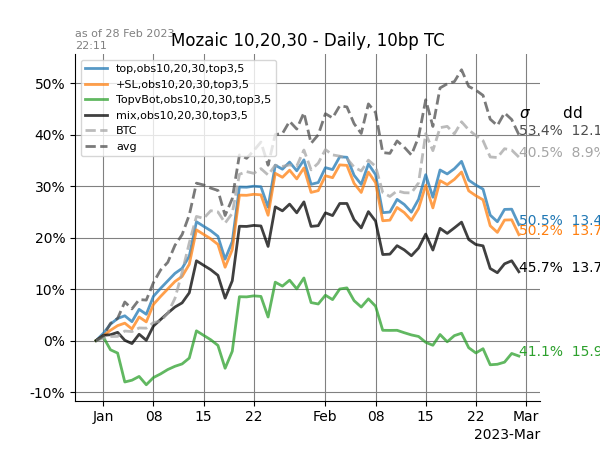 as of 28 Feb 2023
22:11
Mozaic 10,20,30 - Daily, 10bp TC
top,obs10,20,30,top3,5
+SL,obs10,20,30,top3,5
TopvBot,obs10,20,30,top3,5
mix,obs10,20,30,top3,5
BTC
avg
σ dd
53.4% 12.1
40.5% 8.9%
50.5% 13.4
50.2% 13.7
45.7% 13.7
41.1% 15.9
50%
40%
30%
20%
10%
0%
-10%
Jan 08 15 22 Feb 08 15 22 Mar
2023-Mar